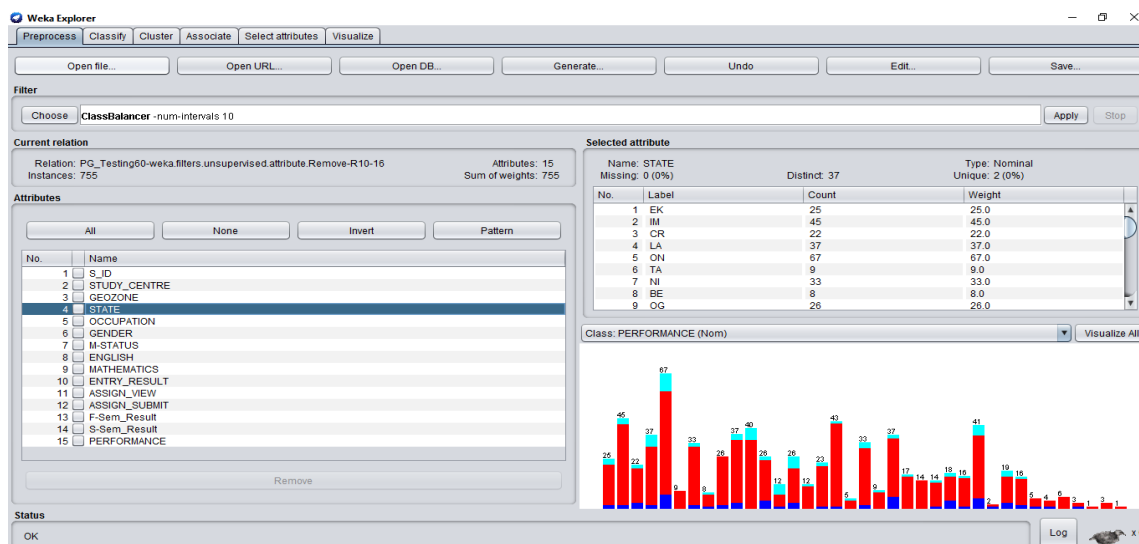 Weka Explorer
Preprocess Classify Cluster Associate Select attributes Visualize
Open file... Open URL... Open DB... Generate... Undo Edit... Save...
Filter
Choose ClassBalancer -num-intervals 10 Apply Stop
Current relation
Relation: PG_Testing60-weka.filters.unsupervised.attribute.Remove-R10-16 Attributes: 15
Instances: 755 Sum of weights: 755
Attributes
All None Invert Pattern
No. Name
1 S_ID
2 STUDY_CENTRE
3 GEOZONE
4 STATE
5 OCCUPATION
6 GENDER
7 M-STATUS
8 ENGLISH
9 MATHEMATICS
10 ENTRY_RESULT
11 ASSIGN_VIEW
12 ASSIGN_SUBMIT
13 F-Sem_Result
14 S-Sem_Result
15 PERFORMANCE
Remove
Selected attribute
Name: STATE Type: Nominal
Missing: 0 (0%) Distinct: 37 Unique: 2 (0%)
No. Label Count Weight
1 EK 25 25.0
2 IM 45 45.0
3 CR 22 22.0
4 LA 37 37.0
5 ON 67 67.0
6 TA 9 9.0
7 NI 33 33.0
8 BE 8 8.0
9 OG 26 26.0
Class: PERFORMANCE (Nom) Visualize All
25 45 22 37 67 9 33 8 26 37 40 26 12 26 12 23 43 5 33 9 37 17 14 14 18 16 41 2 19 16 5 4 6 3 1 3 1
Status
OK Log x